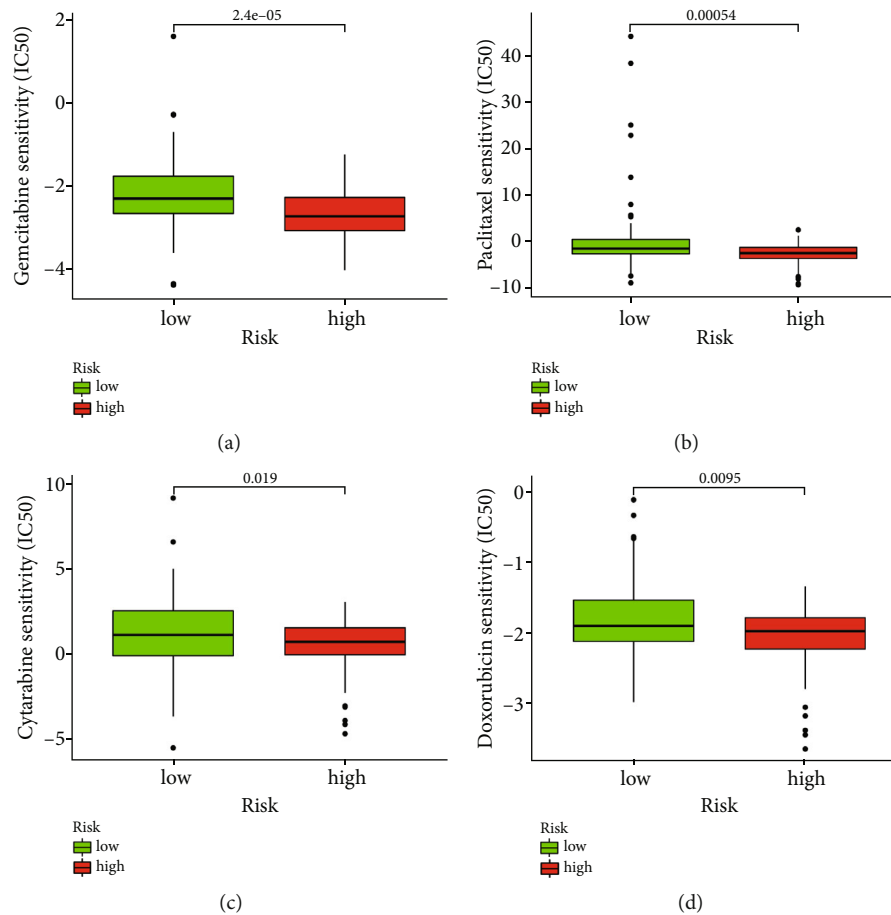 2.4e–05
2
0
–2
–4
Gemcitabine sensitivity (IC50)
low
high
Risk
Risk
low
high
(a)
0.00054
40
30
20
10
0
–10
Paclitaxel sensitivity (IC50)
low
high
Risk
Risk
low
high
(b)
0.019
10
5
0
–5
Cytarabine sensitivity (IC50)
low
high
Risk
Risk
low
high
(c)
0.0095
0
–1
–2
–3
Doxorubicin sensitivity (IC50)
low
high
Risk
Risk
low
high
(d)